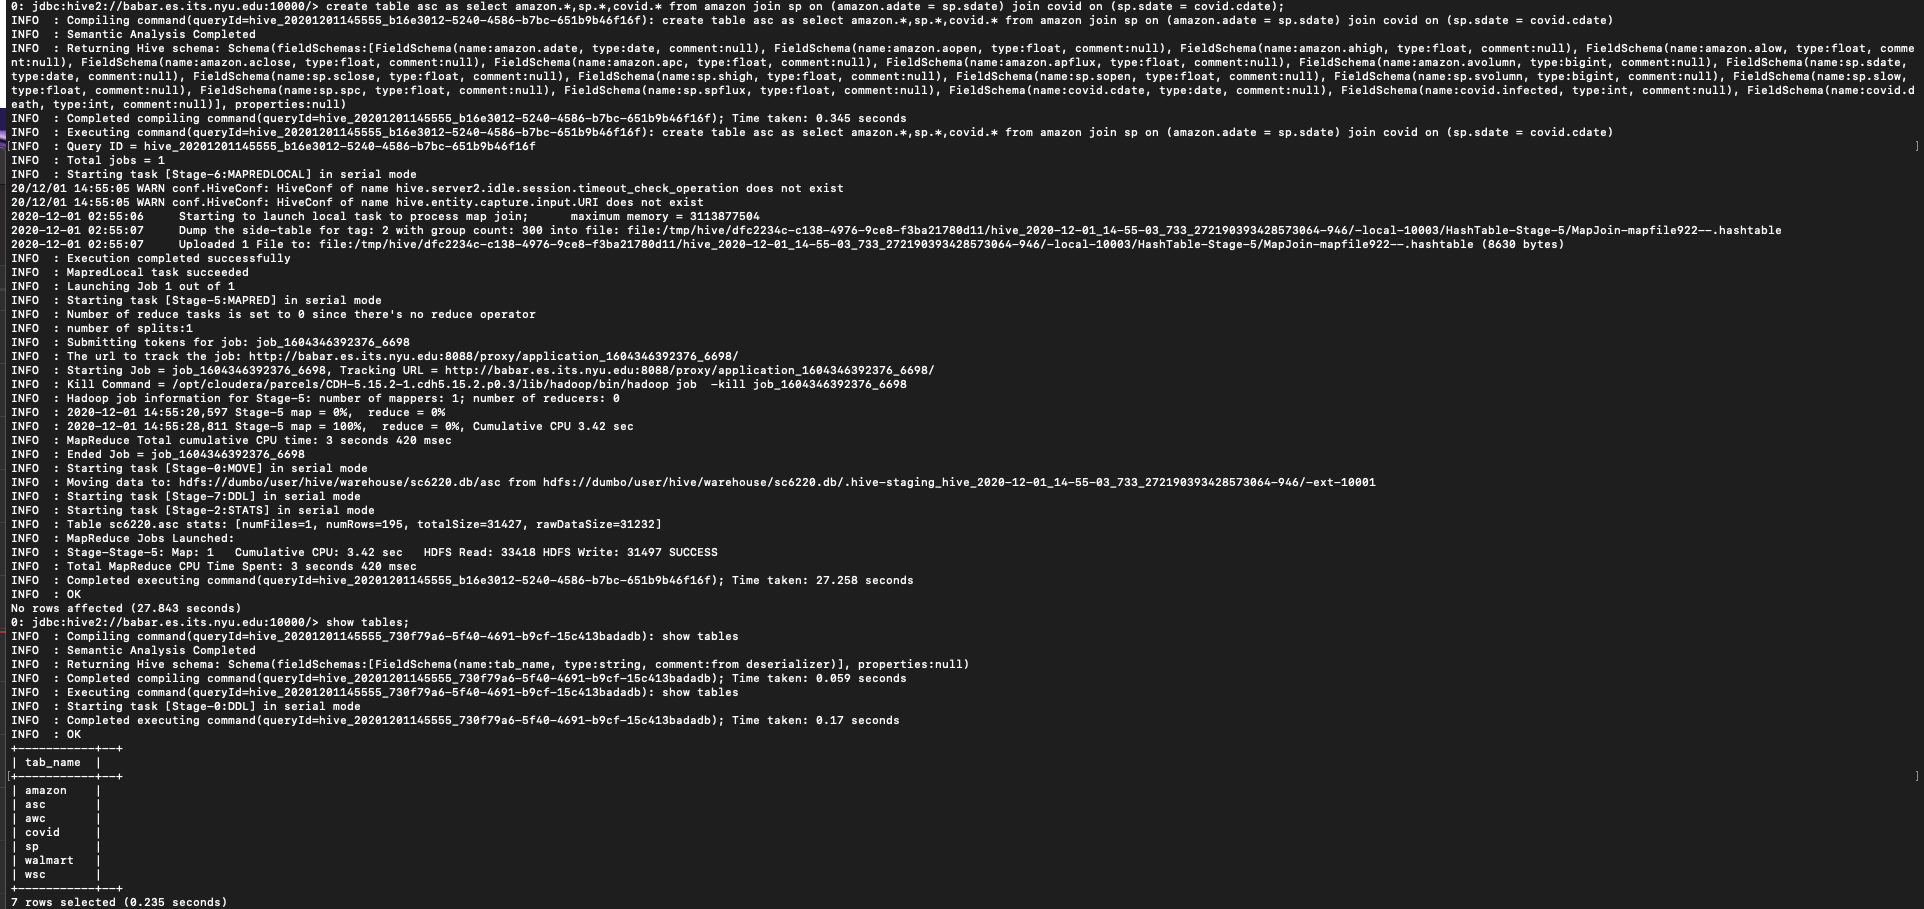 0: jdbc:hive2://babar.es.its.nyu.edu:10000/> create table asc as select amazon.*,sp.*,covid.* from amazon join sp on (amazon.adate = sp.sdate) join covid on (sp.sdate = covid.cdate);
INFO  : Compiling command(queryId=hive_20201201145555_b16e3012-5240-4586-b7bc-651b9b46f16f): create table asc as select amazon.*,sp.*,covid.* from amazon join sp on (amazon.adate = sp.sdate) join covid on (sp.sdate = covid.cdate)
INFO  : Semantic Analysis Completed
INFO  : Returning Hive schema: Schema(fieldSchemas:[FieldSchema(name:amazon.adate, type:date, comment:null), FieldSchema(name:amazon.aopen, type:float, comment:null), FieldSchema(name:amazon.ahigh, type:float, comment:null), FieldSchema(name:amazon.alow, type:float, comme
nt:null), FieldSchema(name:amazon.aclose, type:float, comment:null), FieldSchema(name:amazon.apc, type:float, comment:null), FieldSchema(name:amazon.apflux, type:float, comment:null), FieldSchema(name:amazon.avolumn, type:bigint, comment:null), FieldSchema(name:sp.sdate,
type:date, comment:null), FieldSchema(name:sp.sclose, type:float, comment:null), FieldSchema(name:sp.shigh, type:float, comment:null), FieldSchema(name:sp.sopen, type:float, comment:null), FieldSchema(name:sp.svolumn, type:bigint, comment:null), FieldSchema(name:sp.slow,
type:float, comment:null), FieldSchema(name:sp.spc, type:float, comment:null), FieldSchema(name:sp.spflux, type:float, comment:null), FieldSchema(name:covid.cdate, type:date, comment:null), FieldSchema(name:covid.infected, type:int, comment:null), FieldSchema(name:covid.d
eath, type:int, comment:null)], properties:null)
INFO  : Completed compiling command(queryId=hive_20201201145555_b16e3012-5240-4586-b7bc-651b9b46f16f); Time taken: 0.345 seconds
INFO  : Executing command(queryId=hive_20201201145555_b16e3012-5240-4586-b7bc-651b9b46f16f): create table asc as select amazon.*,sp.*,covid.* from amazon join sp on (amazon.adate = sp.sdate) join covid on (sp.sdate = covid.cdate)
[INFO  : Query ID = hive_20201201145555_b16e3012-5240-4586-b7bc-651b9b46f16f ]
INFO  : Total jobs = 1
INFO  : Starting task [Stage-6:MAPREDLOCAL] in serial mode
20/12/01 14:55:05 WARN conf.HiveConf: HiveConf of name hive.server2.idle.session.timeout_check_operation does not exist
20/12/01 14:55:05 WARN conf.HiveConf: HiveConf of name hive.entity.capture.input.URI does not exist
2020-12-01 02:55:06     Starting to launch local task to process map join;      maximum memory = 3113877504
2020-12-01 02:55:07     Dump the side-table for tag: 2 with group count: 300 into file: file:/tmp/hive/dfc2234c-c138-4976-9ce8-f3ba21780d11/hive_2020-12-01_14-55-03_733_272190393428573064-946/-local-10003/HashTable-Stage-5/MapJoin-mapfile922--.hashtable
2020-12-01 02:55:07     Uploaded 1 File to: file:/tmp/hive/dfc2234c-c138-4976-9ce8-f3ba21780d11/hive_2020-12-01_14-55-03_733_272190393428573064-946/-local-10003/HashTable-Stage-5/MapJoin-mapfile922--.hashtable (8630 bytes)
INFO  : Execution completed successfully
INFO  : MapredLocal task succeeded
INFO  : Launching Job 1 out of 1
INFO  : Starting task [Stage-5:MAPRED] in serial mode
INFO  : Number of reduce tasks is set to 0 since there's no reduce operator
INFO  : number of splits:1
INFO  : Submitting tokens for job: job_1604346392376_6698
INFO  : The url to track the job: http://babar.es.its.nyu.edu:8088/proxy/application_1604346392376_6698/
INFO  : Starting Job = job_1604346392376_6698, Tracking URL = http://babar.es.its.nyu.edu:8088/proxy/application_1604346392376_6698/
INFO  : Kill Command = /opt/cloudera/parcels/CDH-5.15.2-1.cdh5.15.2.p0.3/lib/hadoop/bin/hadoop job  -kill job_1604346392376_6698
INFO  : Hadoop job information for Stage-5: number of mappers: 1; number of reducers: 0
INFO  : 2020-12-01 14:55:20,597 Stage-5 map = 0%,  reduce = 0%
INFO  : 2020-12-01 14:55:28,811 Stage-5 map = 100%,  reduce = 0%, Cumulative CPU 3.42 sec
INFO  : MapReduce Total cumulative CPU time: 3 seconds 420 msec
INFO  : Ended Job = job_1604346392376_6698
INFO  : Starting task [Stage-0:MOVE] in serial mode
INFO  : Moving data to: hdfs://dumbo/user/hive/warehouse/sc6220.db/asc from hdfs://dumbo/user/hive/warehouse/sc6220.db/.hive-staging_hive_2020-12-01_14-55-03_733_272190393428573064-946/-ext-10001
INFO  : Starting task [Stage-7:DDL] in serial mode
INFO  : Starting task [Stage-2:STATS] in serial mode
INFO  : Table sc6220.asc stats: [numFiles=1, numRows=195, totalSize=31427, rawDataSize=31232]
INFO  : MapReduce Jobs Launched:
INFO  : Stage-Stage-5: Map: 1   Cumulative CPU: 3.42 sec   HDFS Read: 33418 HDFS Write: 31497 SUCCESS
INFO  : Total MapReduce CPU Time Spent: 3 seconds 420 msec
INFO  : Completed executing command(queryId=hive_20201201145555_b16e3012-5240-4586-b7bc-651b9b46f16f); Time taken: 27.258 seconds
INFO  : OK
No rows affected (27.843 seconds)
0: jdbc:hive2://babar.es.its.nyu.edu:10000/> show tables;
INFO  : Compiling command(queryId=hive_20201201145555_730f79a6-5f40-4691-b9cf-15c413badadb): show tables
INFO  : Semantic Analysis Completed
INFO  : Returning Hive schema: Schema(fieldSchemas:[FieldSchema(name:tab_name, type:string, comment:from deserializer)], properties:null)
INFO  : Completed compiling command(queryId=hive_20201201145555_730f79a6-5f40-4691-b9cf-15c413badadb); Time taken: 0.059 seconds
INFO  : Executing command(queryId=hive_20201201145555_730f79a6-5f40-4691-b9cf-15c413badadb): show tables
INFO  : Starting task [Stage-0:DDL] in serial mode
INFO  : Completed executing command(queryId=hive_20201201145555_730f79a6-5f40-4691-b9cf-15c413badadb); Time taken: 0.17 seconds
INFO  : OK
+-----------+--+
| tab_name  |
[+-----------+--+ ]
| amazon    |
| asc       |
| awc       |
| covid     |
| sp        |
| walmart   |
| wsc       |
+-----------+--+
7 rows selected (0.235 seconds)